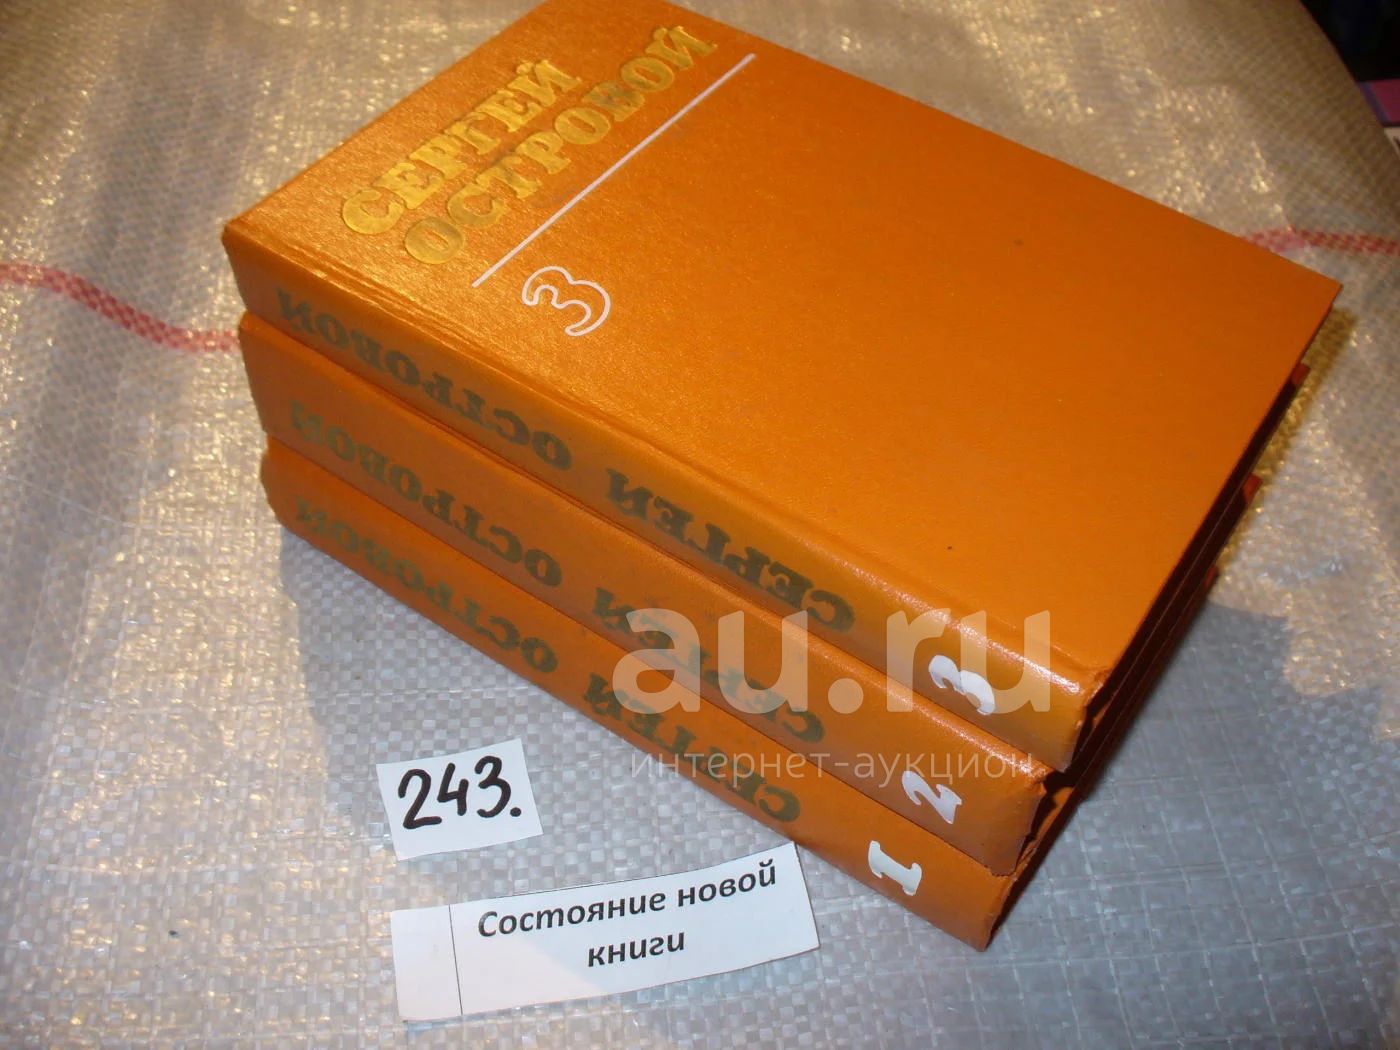 СЕРГЕЙ
ОСТРОВОЙ
3
СЕРГЕЙ ОСТРОВОЙ 3
СЕРГЕЙ ОСТРОВОЙ 2
СЕРГЕЙ ОСТРОВОЙ 1
au.ru
интернет-аукцион
243.
Состояние новой
книги